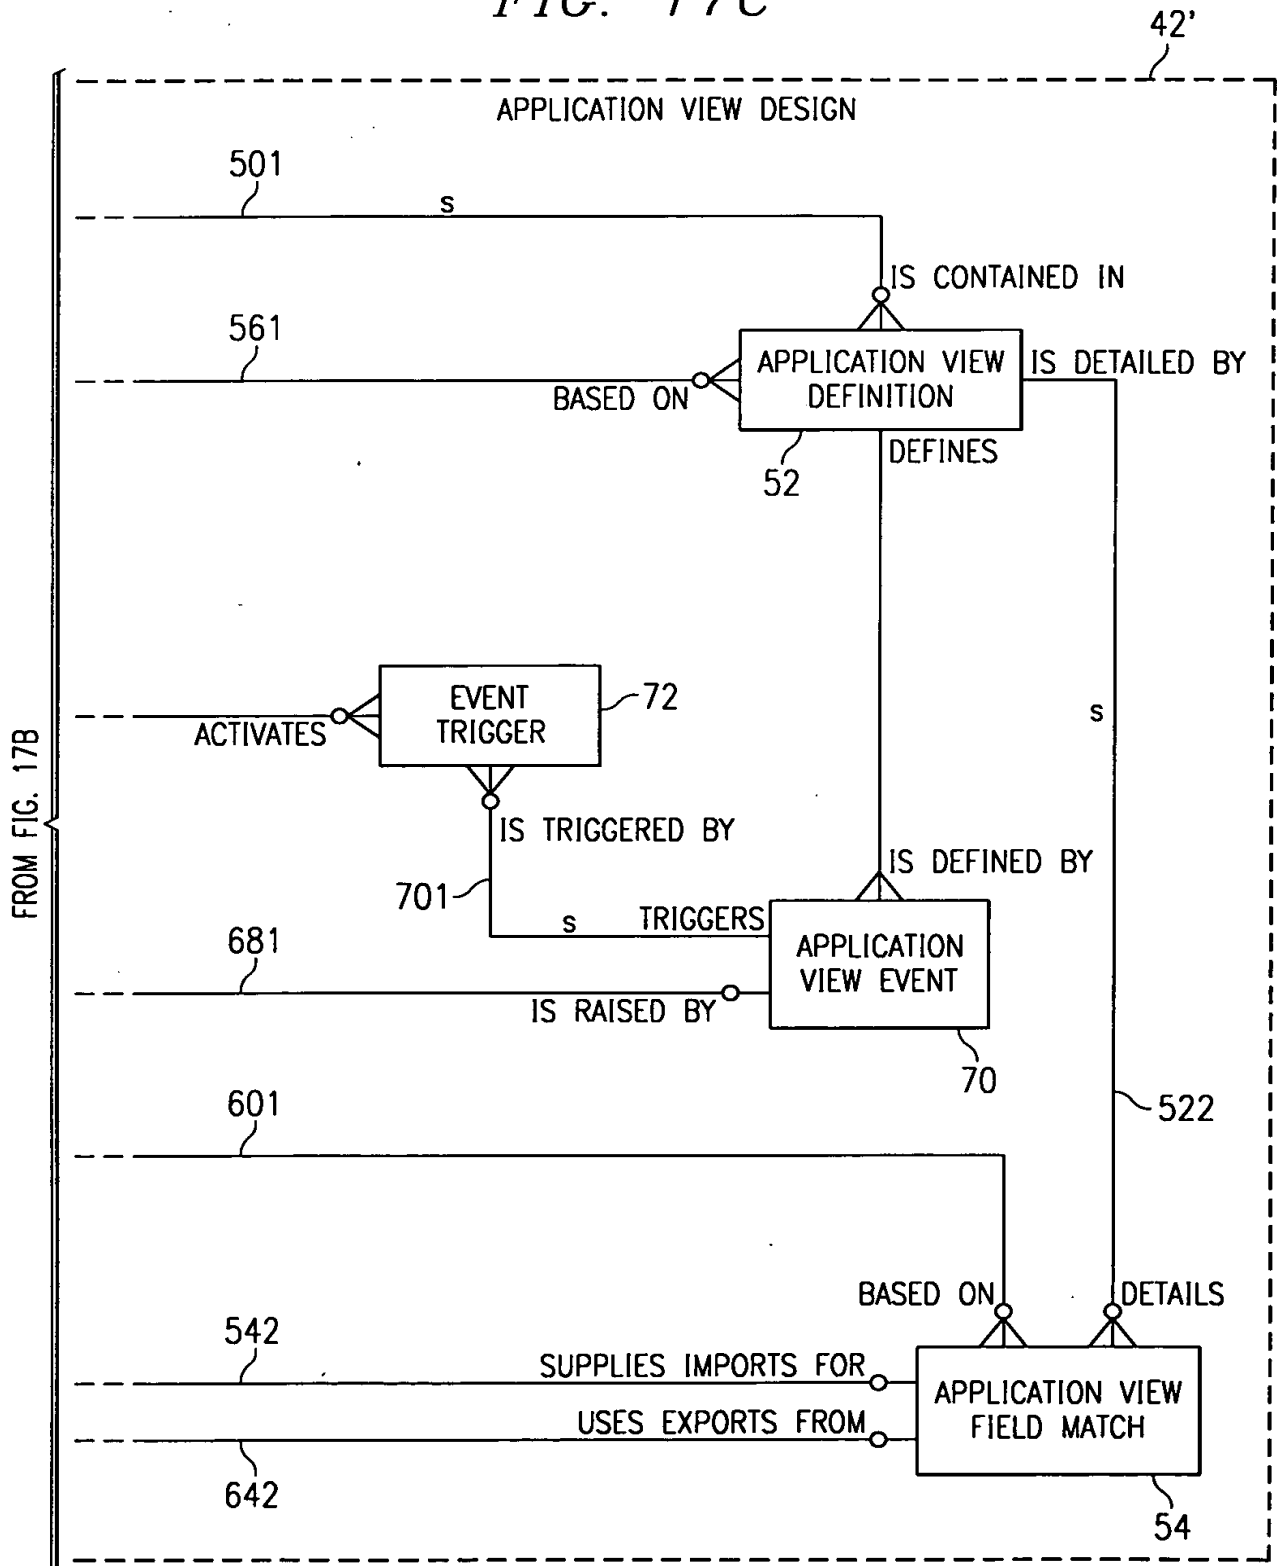 FIG. 17C
42'
APPLICATION VIEW DESIGN
501
S
IS CONTAINED IN
561
BASED ON
APPLICATION VIEW
DEFINITION
IS DETAILED BY
52
DEFINES
S
EVENT
TRIGGER
72
ACTIVATES
FROM FIG. 17B
IS TRIGGERED BY
701
IS DEFINED BY
S
TRIGGERS
APPLICATION
VIEW EVENT
681
IS RAISED BY
70
522
601
BASED ON
DETAILS
542
SUPPLIES IMPORTS FOR
USES EXPORTS FROM
APPLICATION VIEW
FIELD MATCH
642
54